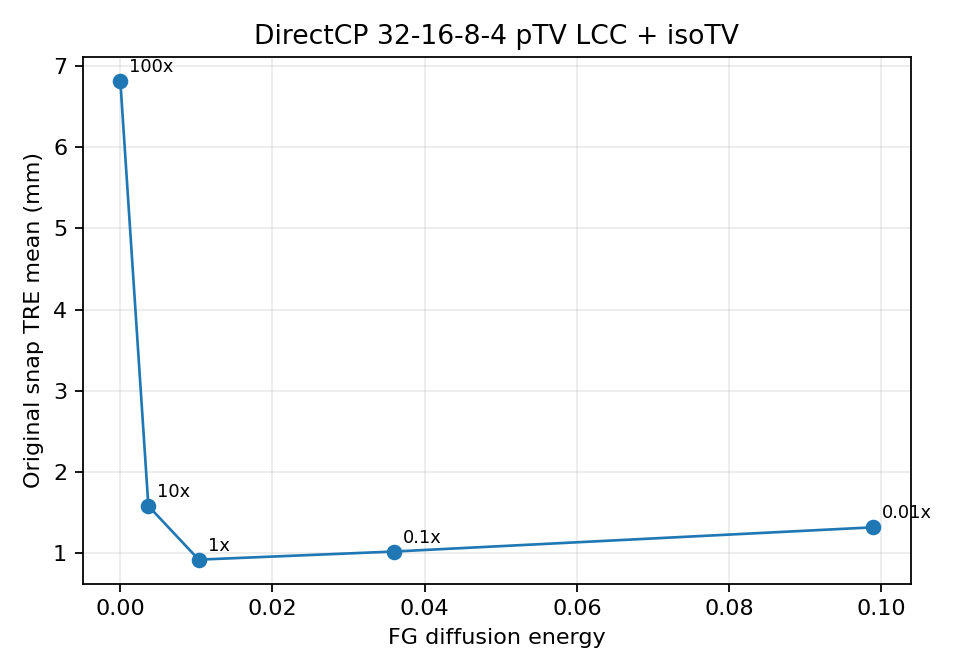 DirectCP 32-16-8-4 pTV LCC + isoTV
Original snap TRE mean (mm)
7
6
5
4
3
2
1
100x
10x
1x
0.1x
0.01x
0.00
0.02
0.04
0.06
0.08
0.10
FG diffusion energy